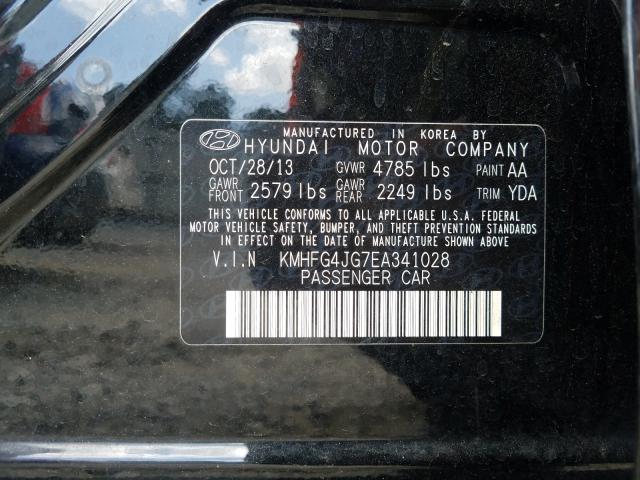 MANUFACTURED IN KOREA BY
HYUNDAI MOTOR COMPANY
OCT/28/13 GVWR 4785 lbs PAINT AA
GAWR FRONT 2579 lbs GAWR REAR 2249 lbs TRIM YDA
THIS VEHICLE CONFORMS TO ALL APPLICABLE U.S.A. FEDERAL
MOTOR VEHICLE SAFETY, BUMPER, AND THEFT PREVENTION STANDARDS
IN EFFECT ON THE DATE OF MANUFACTURE SHOWN ABOVE
V.I.N KMHFG4JG7EA341028
PASSENGER CAR